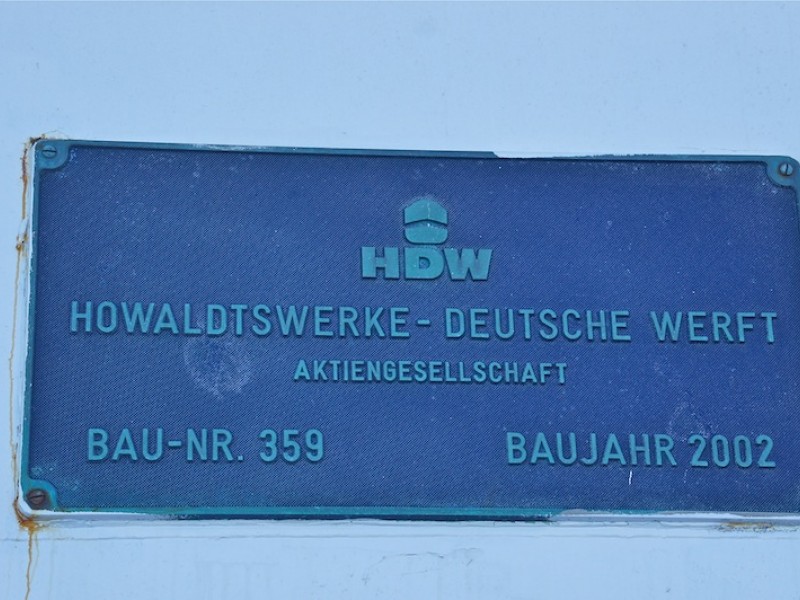 HDW
HOWALDTSWERKE - DEUTSCHE WERFT
AKTIENGESELLSCHAFT
BAU-NR. 359 BAUJAHR 2002